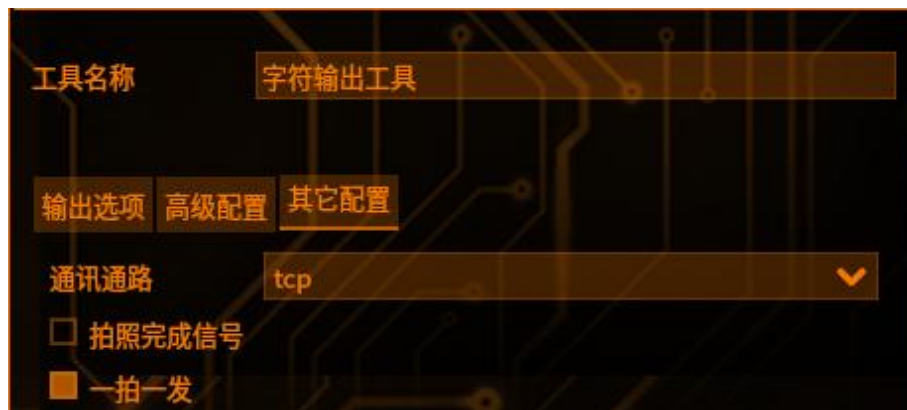 工具名称 字符输出工具
输出选项 高级配置 其它配置
通讯通路 tcp
拍照完成信号
一拍一发